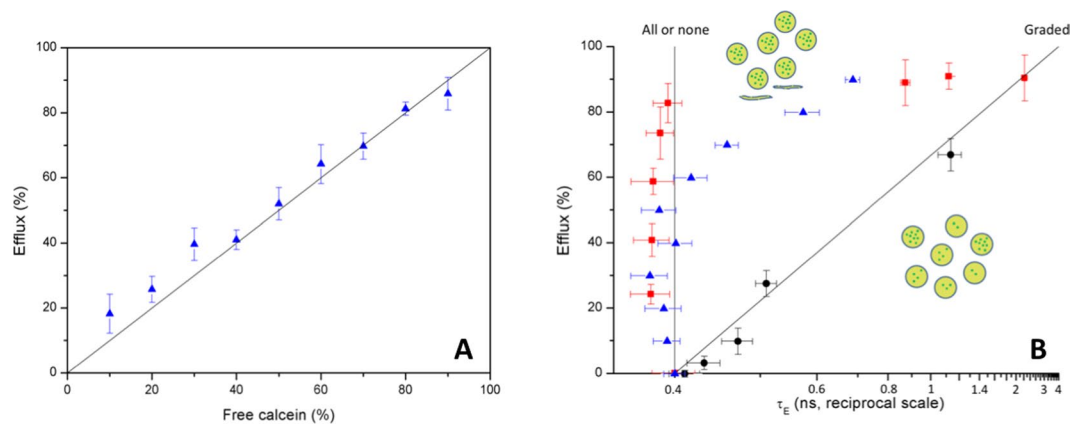 100
80
60
40
20
0
Efflux (%)
0 20 40 60 80 100
Free calcein (%)
A
All or none
Graded
100
80
60
40
20
0
Efflux (%)
0.4 0.6 0.8 1 1.4 2 3 4
τE (ns, reciprocal scale)
B